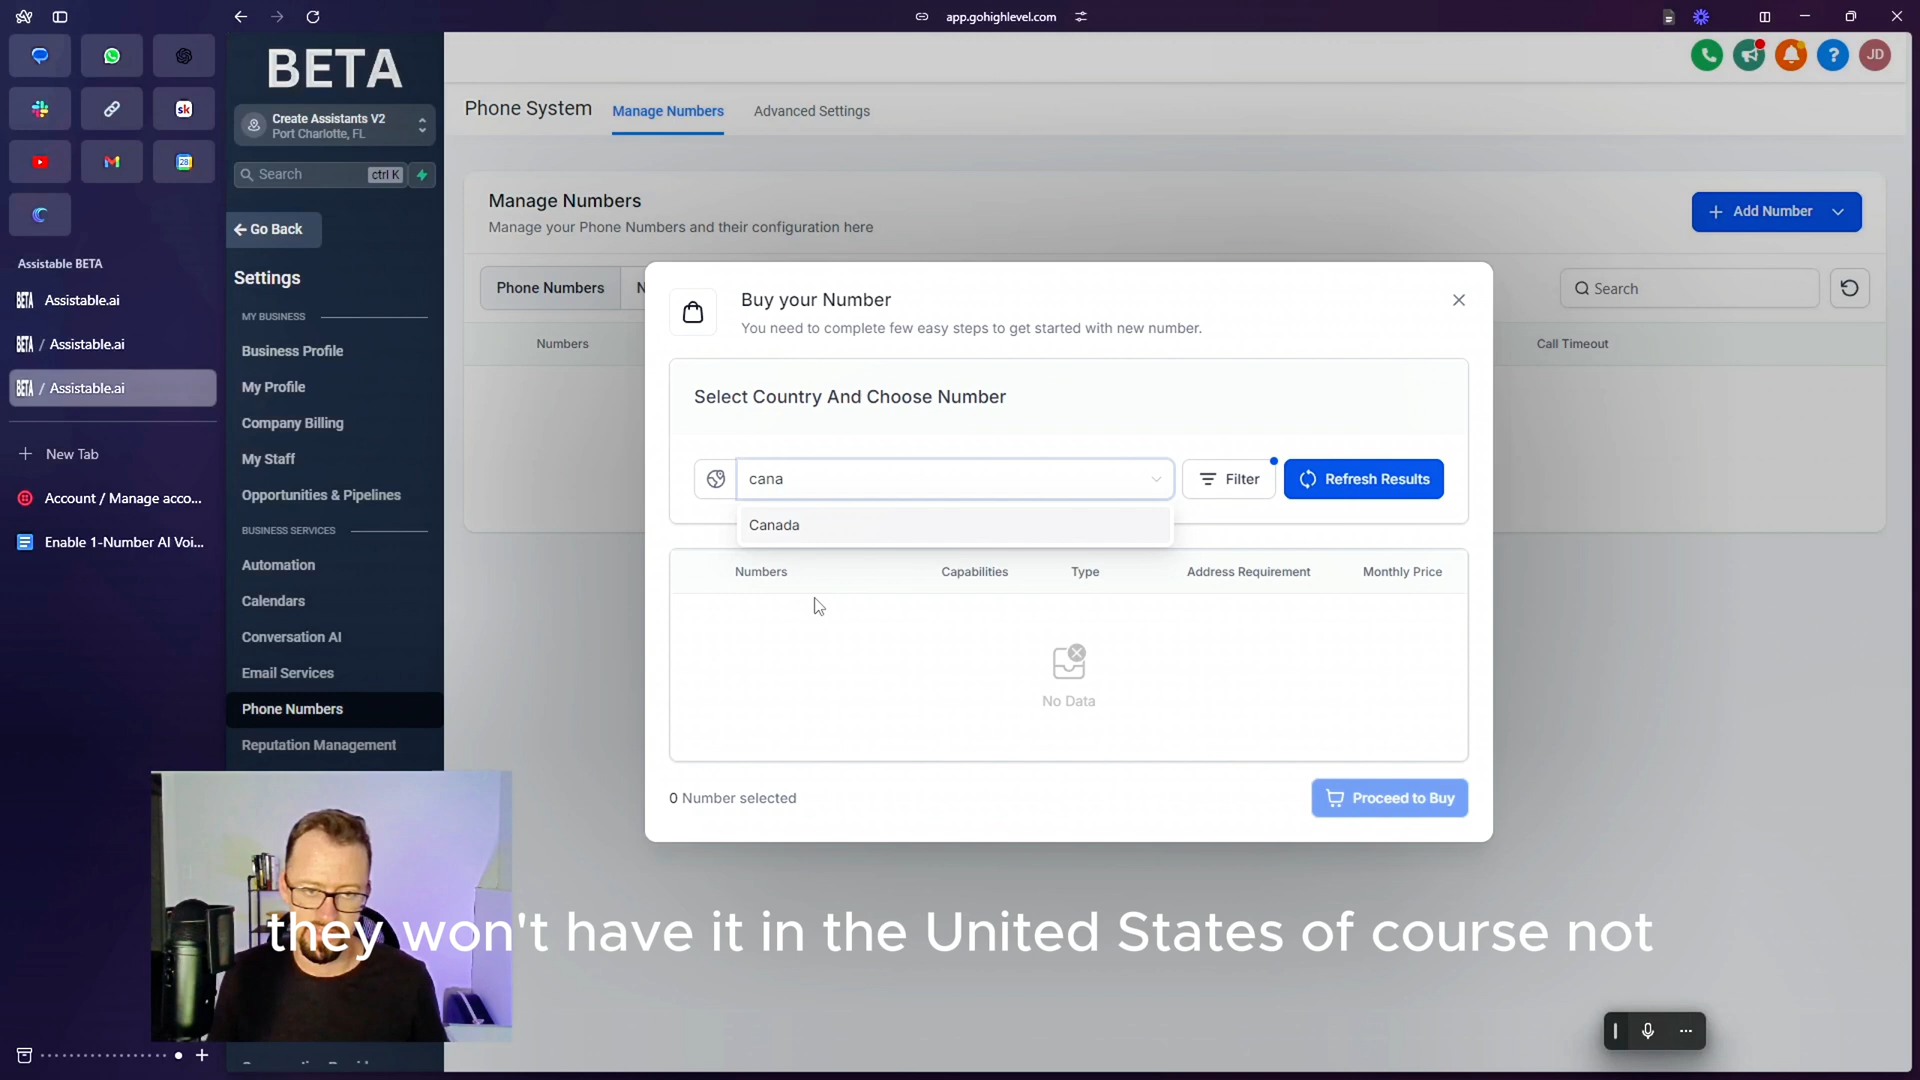 app.gohighlevel.com
BETA
Create Assistants V2
Port Charlotte, FL
Search ctrl K
Go Back
Settings
MY BUSINESS
Business Profile
My Profile
Company Billing
My Staff
Opportunities & Pipelines
BUSINESS SERVICES
Automation
Calendars
Conversation AI
Email Services
Phone Numbers
Reputation Management
sk
28
Assistable BETA
BETA Assistable.ai
BETA / Assistable.ai
BETA / Assistable.ai
New Tab
Account / Manage acco...
Enable 1-Number AI Voi...
JD
Phone System Manage Numbers Advanced Settings
Manage Numbers
Manage your Phone Numbers and their configuration here
Add Number
Phone Numbers N
Search
Numbers Call Timeout
Buy your Number
You need to complete few easy steps to get started with new number.
Select Country And Choose Number
cana
Filter
Refresh Results
Canada
Numbers Capabilities Type Address Requirement Monthly Price
No Data
0 Number selected
Proceed to Buy
they won't have it in the United States of course not